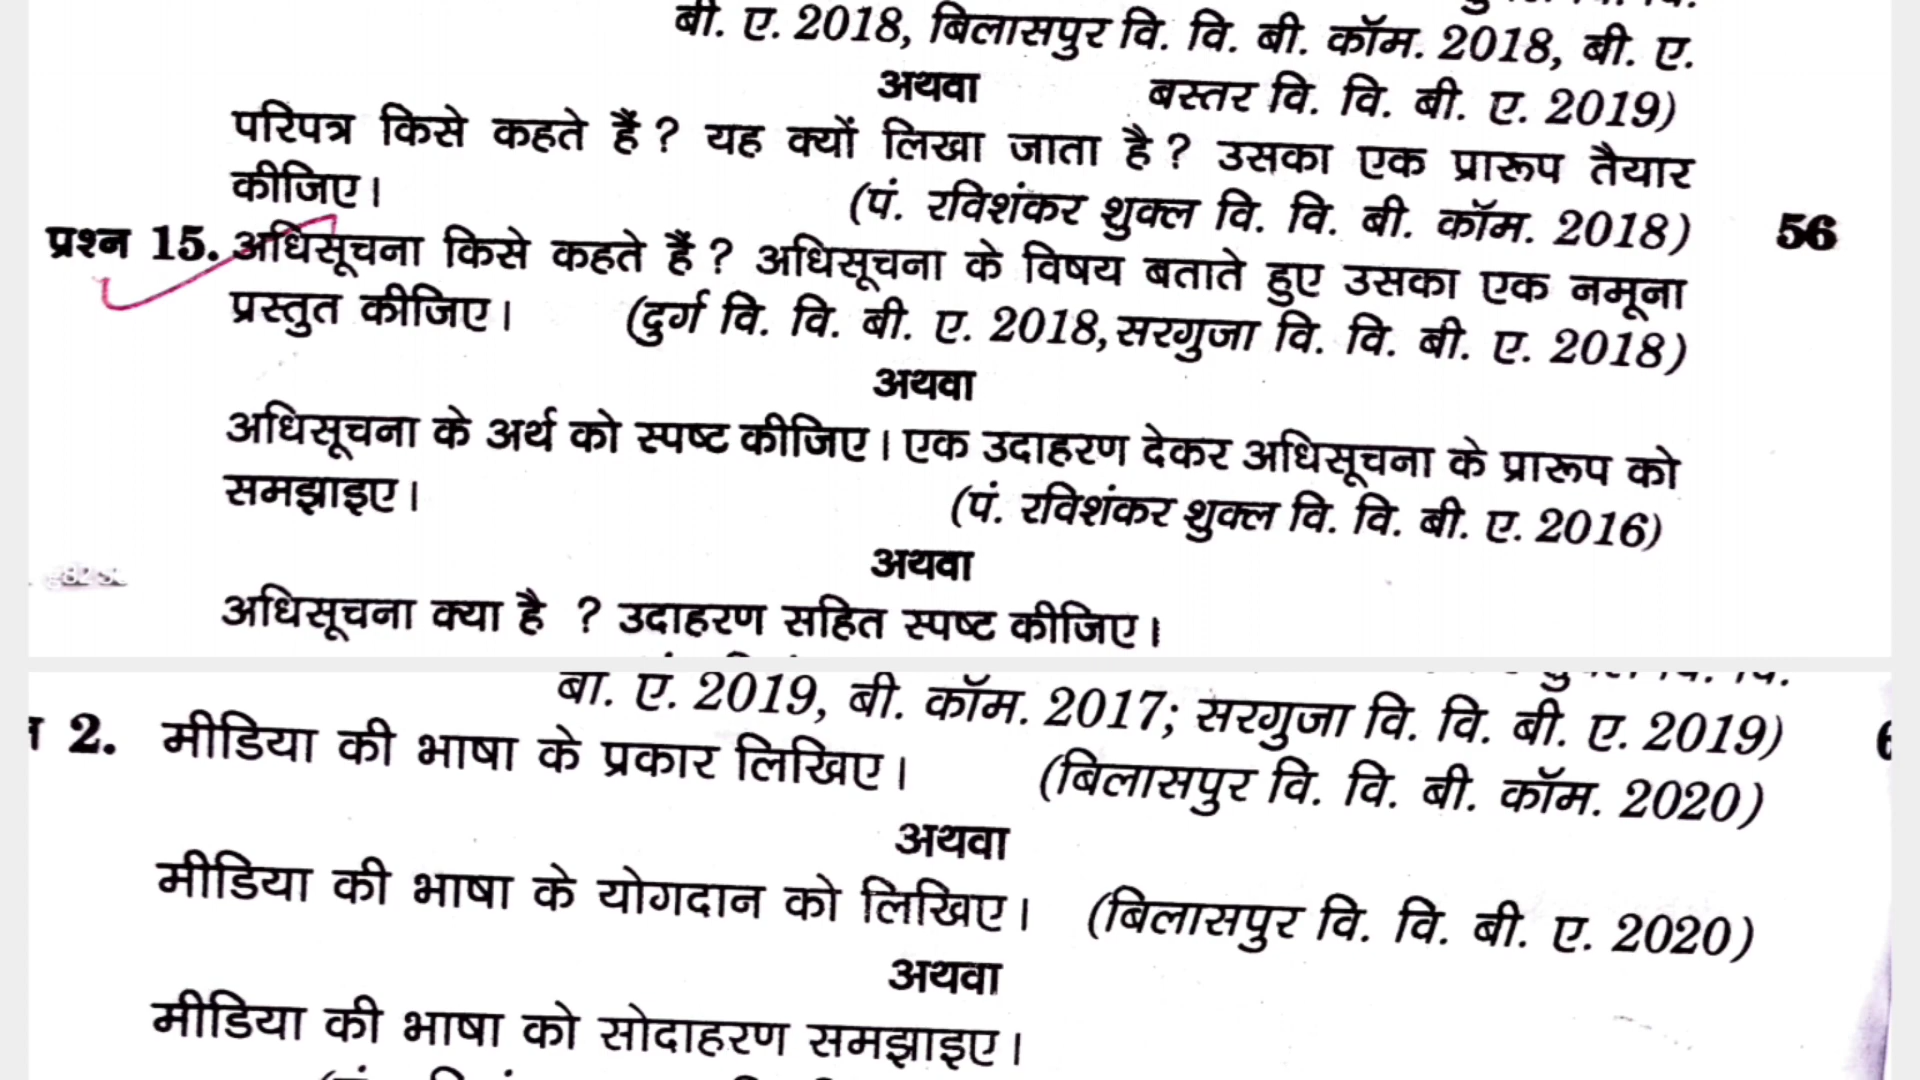 बी. ए. 2018, बिलासपुर वि. वि. बी. कॉम. 2018, बी. ए.
अथवा बस्तर वि. वि. बी. ए. 2019)
परिपत्र किसे कहते हैं ? यह क्यों लिखा जाता है ? उसका एक प्रारूप तैयार
कीजिए। (पं. रविशंकर शुक्ल वि. वि. बी. कॉम. 2018) 56
प्रश्न 15. अधिसूचना किसे कहते हैं ? अधिसूचना के विषय बताते हुए उसका एक नमूना
प्रस्तुत कीजिए। (दुर्ग वि. वि. बी. ए. 2018, सरगुजा वि. वि. बी. ए. 2018)
अथवा
अधिसूचना के अर्थ को स्पष्ट कीजिए। एक उदाहरण देकर अधिसूचना के प्रारूप को
समझाइए। (पं. रविशंकर शुक्ल वि. वि. बी. ए. 2016)
अथवा
अधिसूचना क्या है ? उदाहरण सहित स्पष्ट कीजिए।
बी. ए. 2019, बी. कॉम. 2017; सरगुजा वि. वि. बी. ए. 2019)
2. मीडिया की भाषा के प्रकार लिखिए। (बिलासपुर वि. वि. बी. कॉम. 2020)
अथवा
मीडिया की भाषा के योगदान को लिखिए। (बिलासपुर वि. वि. बी. ए. 2020)
अथवा
मीडिया की भाषा को सोदाहरण समझाइए।